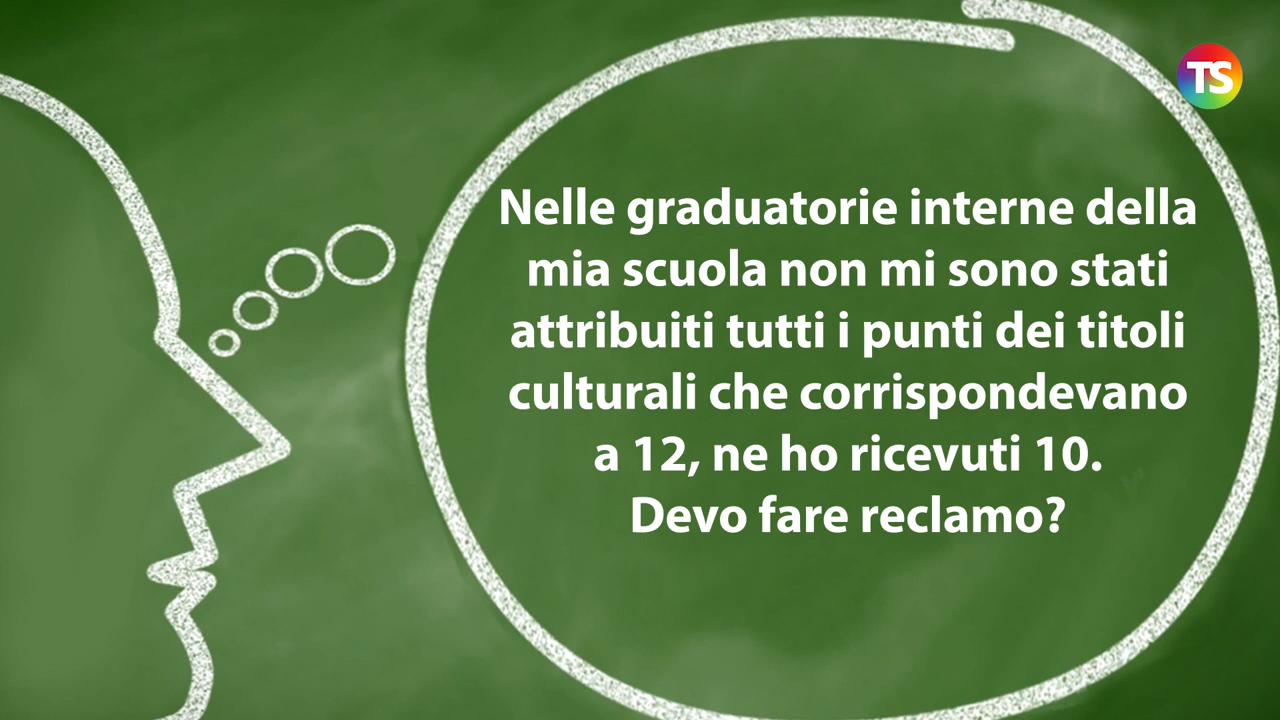 TS
Nelle graduatorie interne della
mia scuola non mi sono stati
attribuiti tutti i punti dei titoli
culturali che corrispondevano
a 12, ne ho ricevuti 10.
Devo fare reclamo?